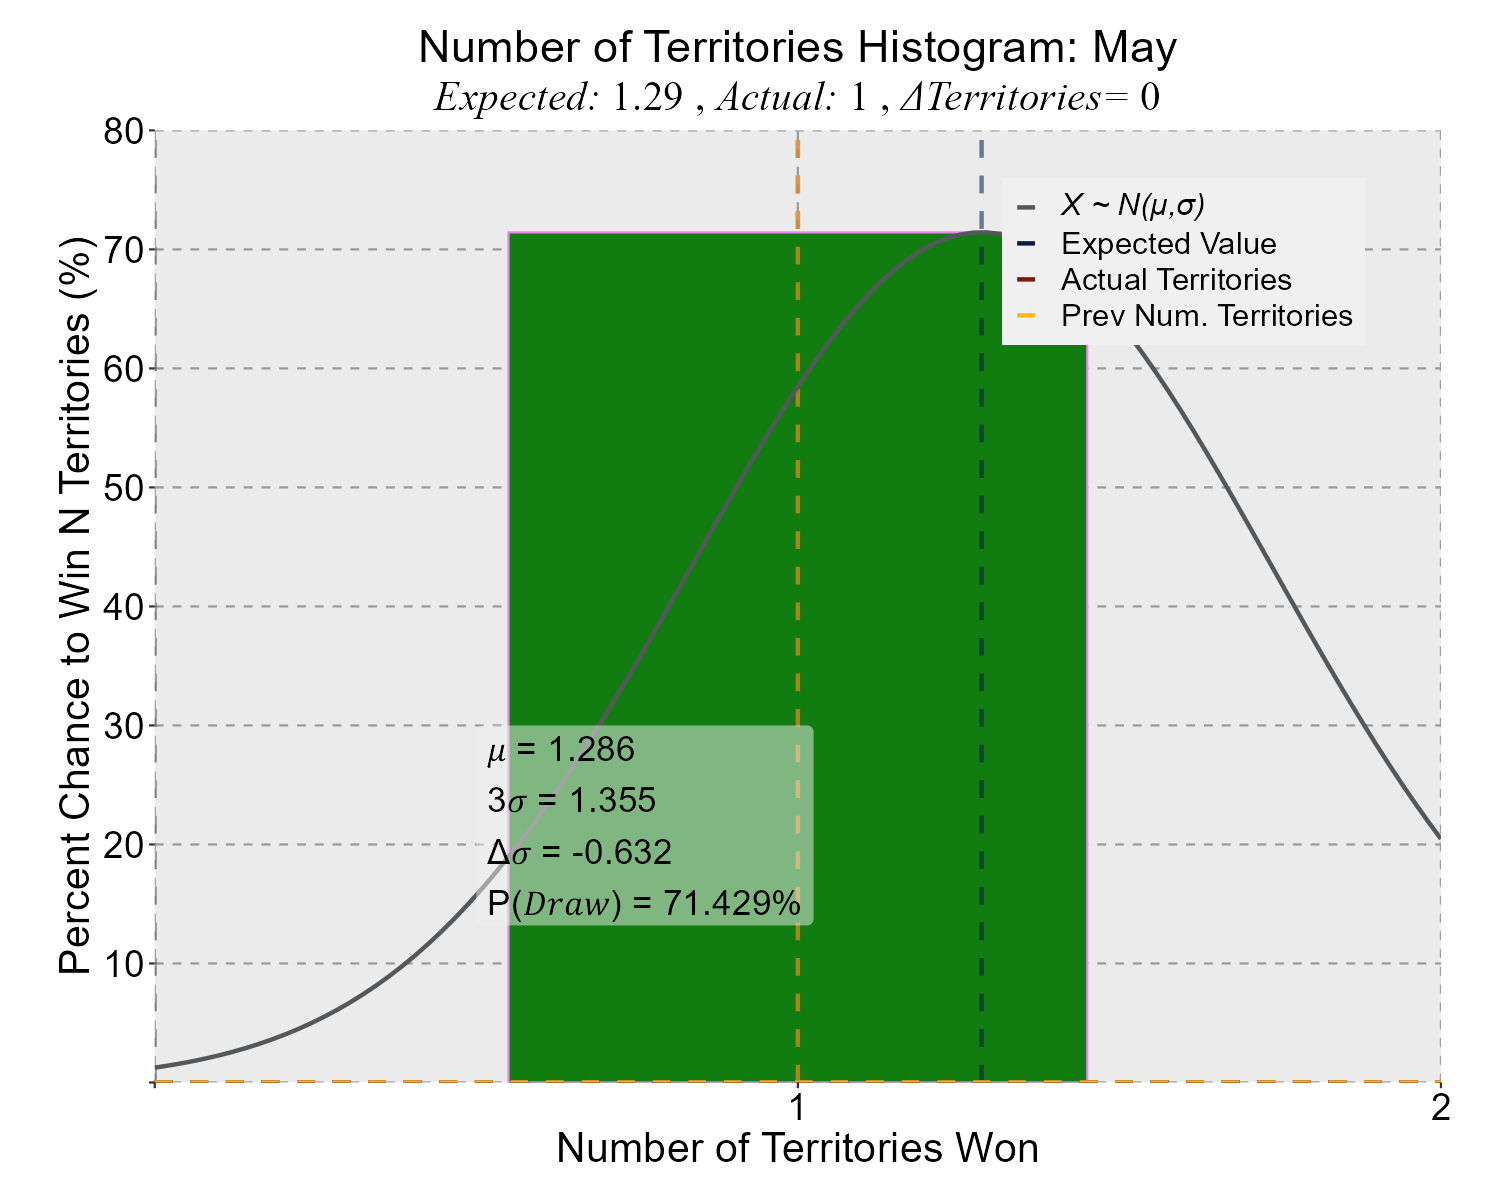 Number of Territories Histogram: May
Expected: 1.29 , Actual: 1 , ΔTerritories= 0
Percent Chance to Win N Territories (%)
80
70
60
50
40
30
20
10
X ~ N(μ,σ)
Expected Value
Actual Territories
Prev Num. Territories
μ = 1.286
3σ = 1.355
Δσ = -0.632
P(Draw) = 71.429%
1
2
Number of Territories Won